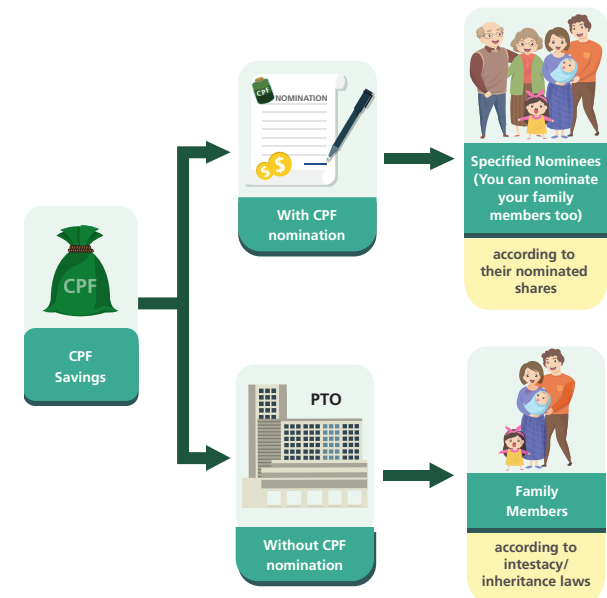 CPF
CPF
Savings
CPF
NOMINATION
$
$
With CPF
nomination
Specified Nominees
(You can nominate
your family
members too)
according to
their nominated
shares
PTO
Without CPF
nomination
Family
Members
according to
intestacy/
inheritance laws